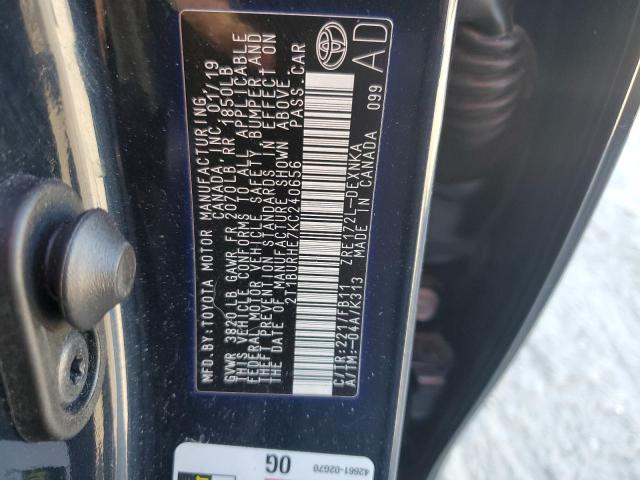 MFD.BY:TOYOTA MOTOR MANUFACTURING
CANADA, INC. 01/19
GVWR 3820LB GAWR FR 2070LB RR 1850LB
THIS VEHICLE CONFORMS TO ALL APPLICABLE
FEDERAL MOTOR VEHICLE SAFETY, BUMPER, AND
THEFT PREVENTION STANDARDS IN EFFECT ON
THE DATE OF MANUFACTURE SHOWN ABOVE.
2T1BURHE7KC240656 PASS.CAR
C/TR:221/FB11 ZRE172L-DEXNKA
A/TM:-04A/K313 MADE IN CANADA 099
AD
42661-02G70
0G